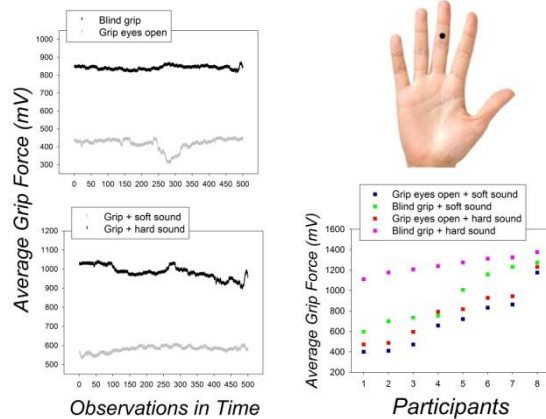 Blind grip
Grip eyes open
1000
900
800
700
600
500
400
300
0 50 100 150 200 250 300 350 400 450 500
Grip + soft sound
Grip + hard sound
1200
1100
1000
900
800
700
600
500
0 50 100 150 200 250 300 350 400 450 500
Average Grip Force (mV)
Observations in Time
Grip eyes open + soft sound
Blind grip + soft sound
Grip eyes open + hard sound
Blind grip + hard sound
1600
1400
1200
1000
800
600
400
200
1 2 3 4 5 6 7 8
Average Grip Force (mV)
Participants